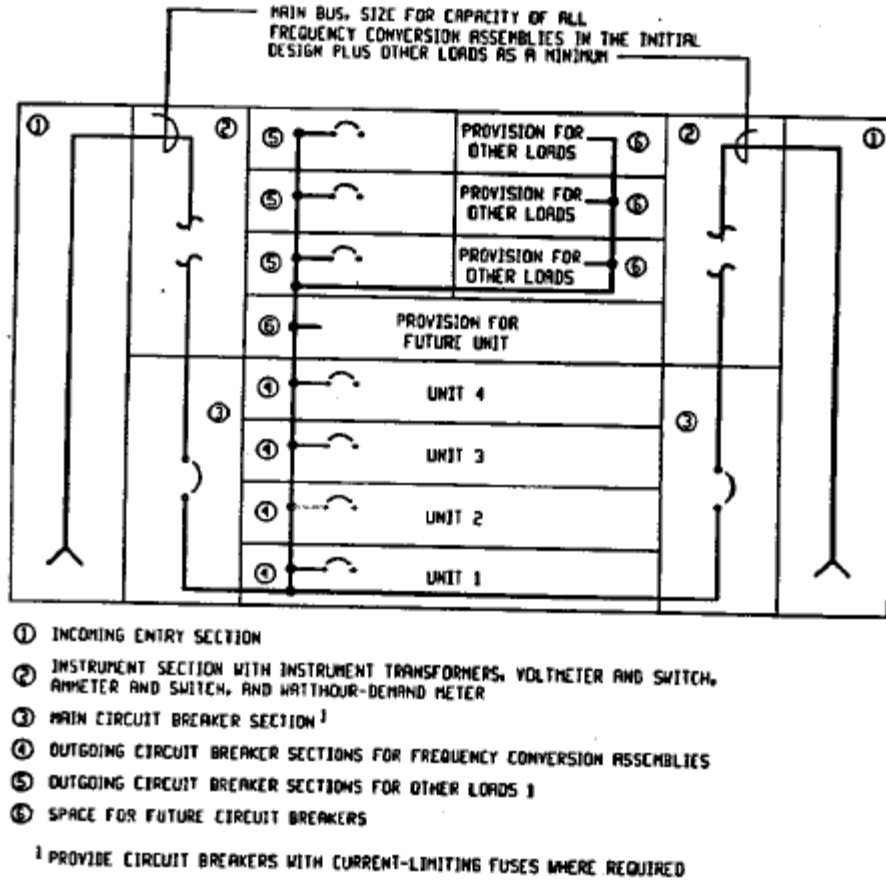 MAIN BUS, SIZE FOR CAPACITY OF ALL
FREQUENCY CONVERSION ASSEMBLIES IN THE INITIAL
DESIGN PLUS OTHER LOADS AS A MINIMUM
① ② ⑤ PROVISION FOR ⑥ ② ①
OTHER LOADS
⑤ PROVISION FOR ⑥
OTHER LOADS
⑤ PROVISION FOR ⑥
OTHER LOADS
⑥ PROVISION FOR
FUTURE UNIT
④ UNIT 4
③ ③
④ UNIT 3
④ UNIT 2
④ UNIT 1
① INCOMING ENTRY SECTION
② INSTRUMENT SECTION WITH INSTRUMENT TRANSFORMERS, VOLTMETER AND SWITCH,
AMMETER AND SWITCH, AND WATTHOUR-DEMAND METER
③ MAIN CIRCUIT BREAKER SECTION ¹
④ OUTGOING CIRCUIT BREAKER SECTIONS FOR FREQUENCY CONVERSION ASSEMBLIES
⑤ OUTGOING CIRCUIT BREAKER SECTIONS FOR OTHER LOADS 1
⑥ SPACE FOR FUTURE CIRCUIT BREAKERS
¹ PROVIDE CIRCUIT BREAKERS WITH CURRENT-LIMITING FUSES WHERE REQUIRED